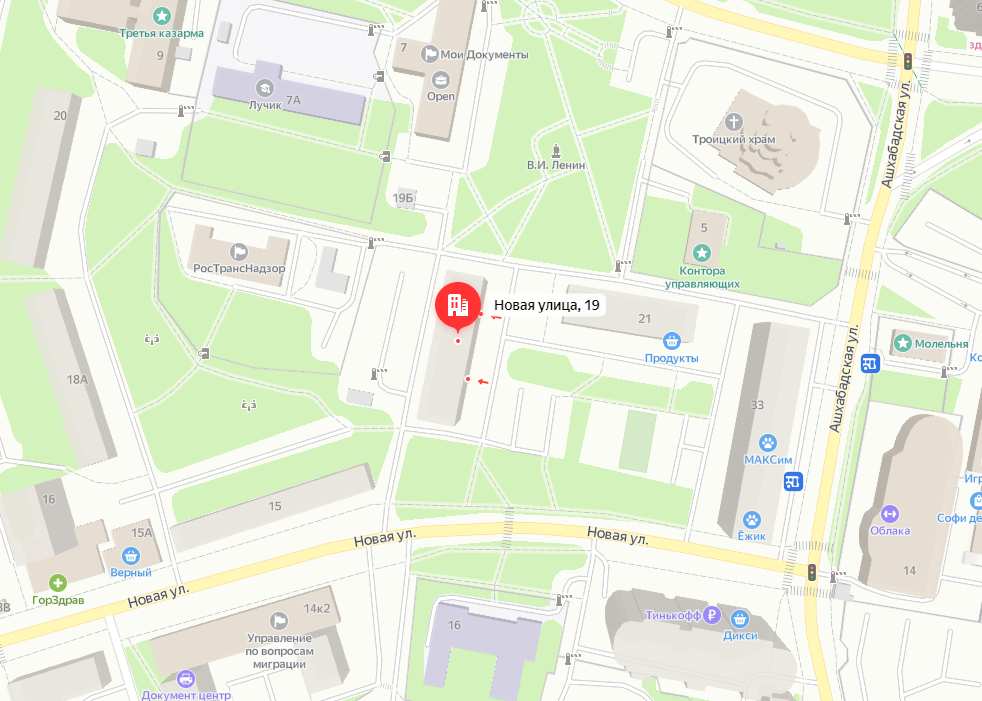 Третья казарма
9
7
Мои Документы
Ореп
Лучик
7А
20
Троицкий храм
Ашхабадская ул.
В.И. Ленин
19Б
5
Контора
управляющих
РосТрансНадзор
Новая улица, 19
21
Продукты
Молельня
Ашхабадская ул.
18А
33
МАКСим
16
15
15А
Верный
ГорЗдрав
Новая ул.
Новая ул.
Новая ул.
Ёжик
Облака
14
14к2
Управление
по вопросам
миграции
16
Тинькофф
Дикси
Документ центр